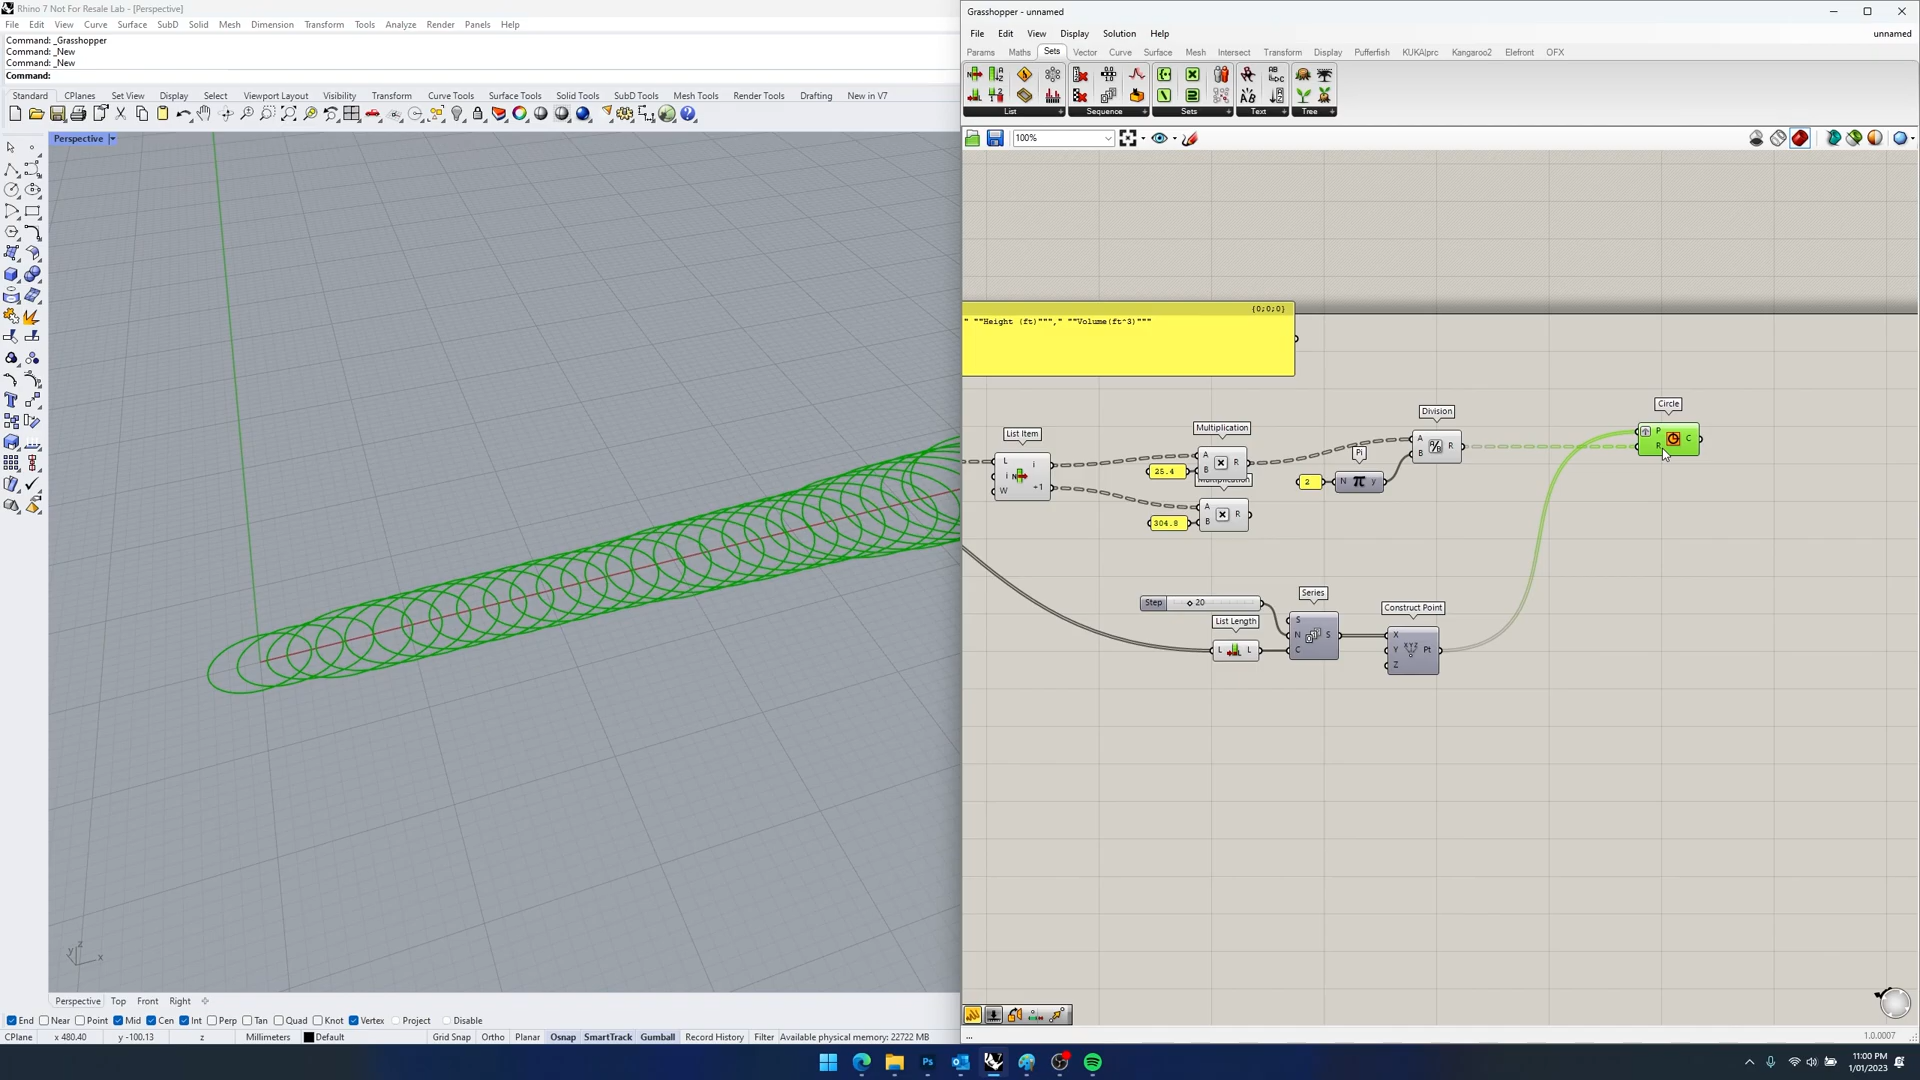 Rhino 7 Not For Resale Lab - [Perspective]
File Edit View Curve Surface SubD Solid Mesh Dimension Transform Tools Analyze Render Panels Help
Command: _Grasshopper
Command: _New
Command: _New
Command:
Standard CPlanes Set View Display Select Viewport Layout Visibility Transform Curve Tools Surface Tools Solid Tools SubD Tools Mesh Tools Render Tools Drafting New in V7
Perspective
z
y
x
Perspective Top Front Right
End Near Point Mid Cen Int Perp Tan Quad Knot Vertex Project Disable
CPlane x 480.40 y -100.13 z Millimeters Default Grid Snap Ortho Planar Osnap SmartTrack Gumball Record History Filter Available physical memory: 22722 MB
Grasshopper - unnamed
File Edit View Display Solution Help
unnamed
Params Maths Sets Vector Curve Surface Mesh Intersect Transform Display Pufferfish KUKA|prc Kangaroo2 Elefront OFX
List Sequence Sets Text Tree
100%
{0;0;0}
" ""Height (ft)"""," ""Volume(ft^3)"""
List Item
L i
i
W +1
Multiplication
A
B R
25.4
Multiplication
A
B R
304.8
Division
A
B R
Pi
2
N π y
Circle
P
R C
Step 20
List Length
L L
Series
S
N S
C
Construct Point
X
Y Pt
Z
1.0.0007
11:00 PM
1/01/2023